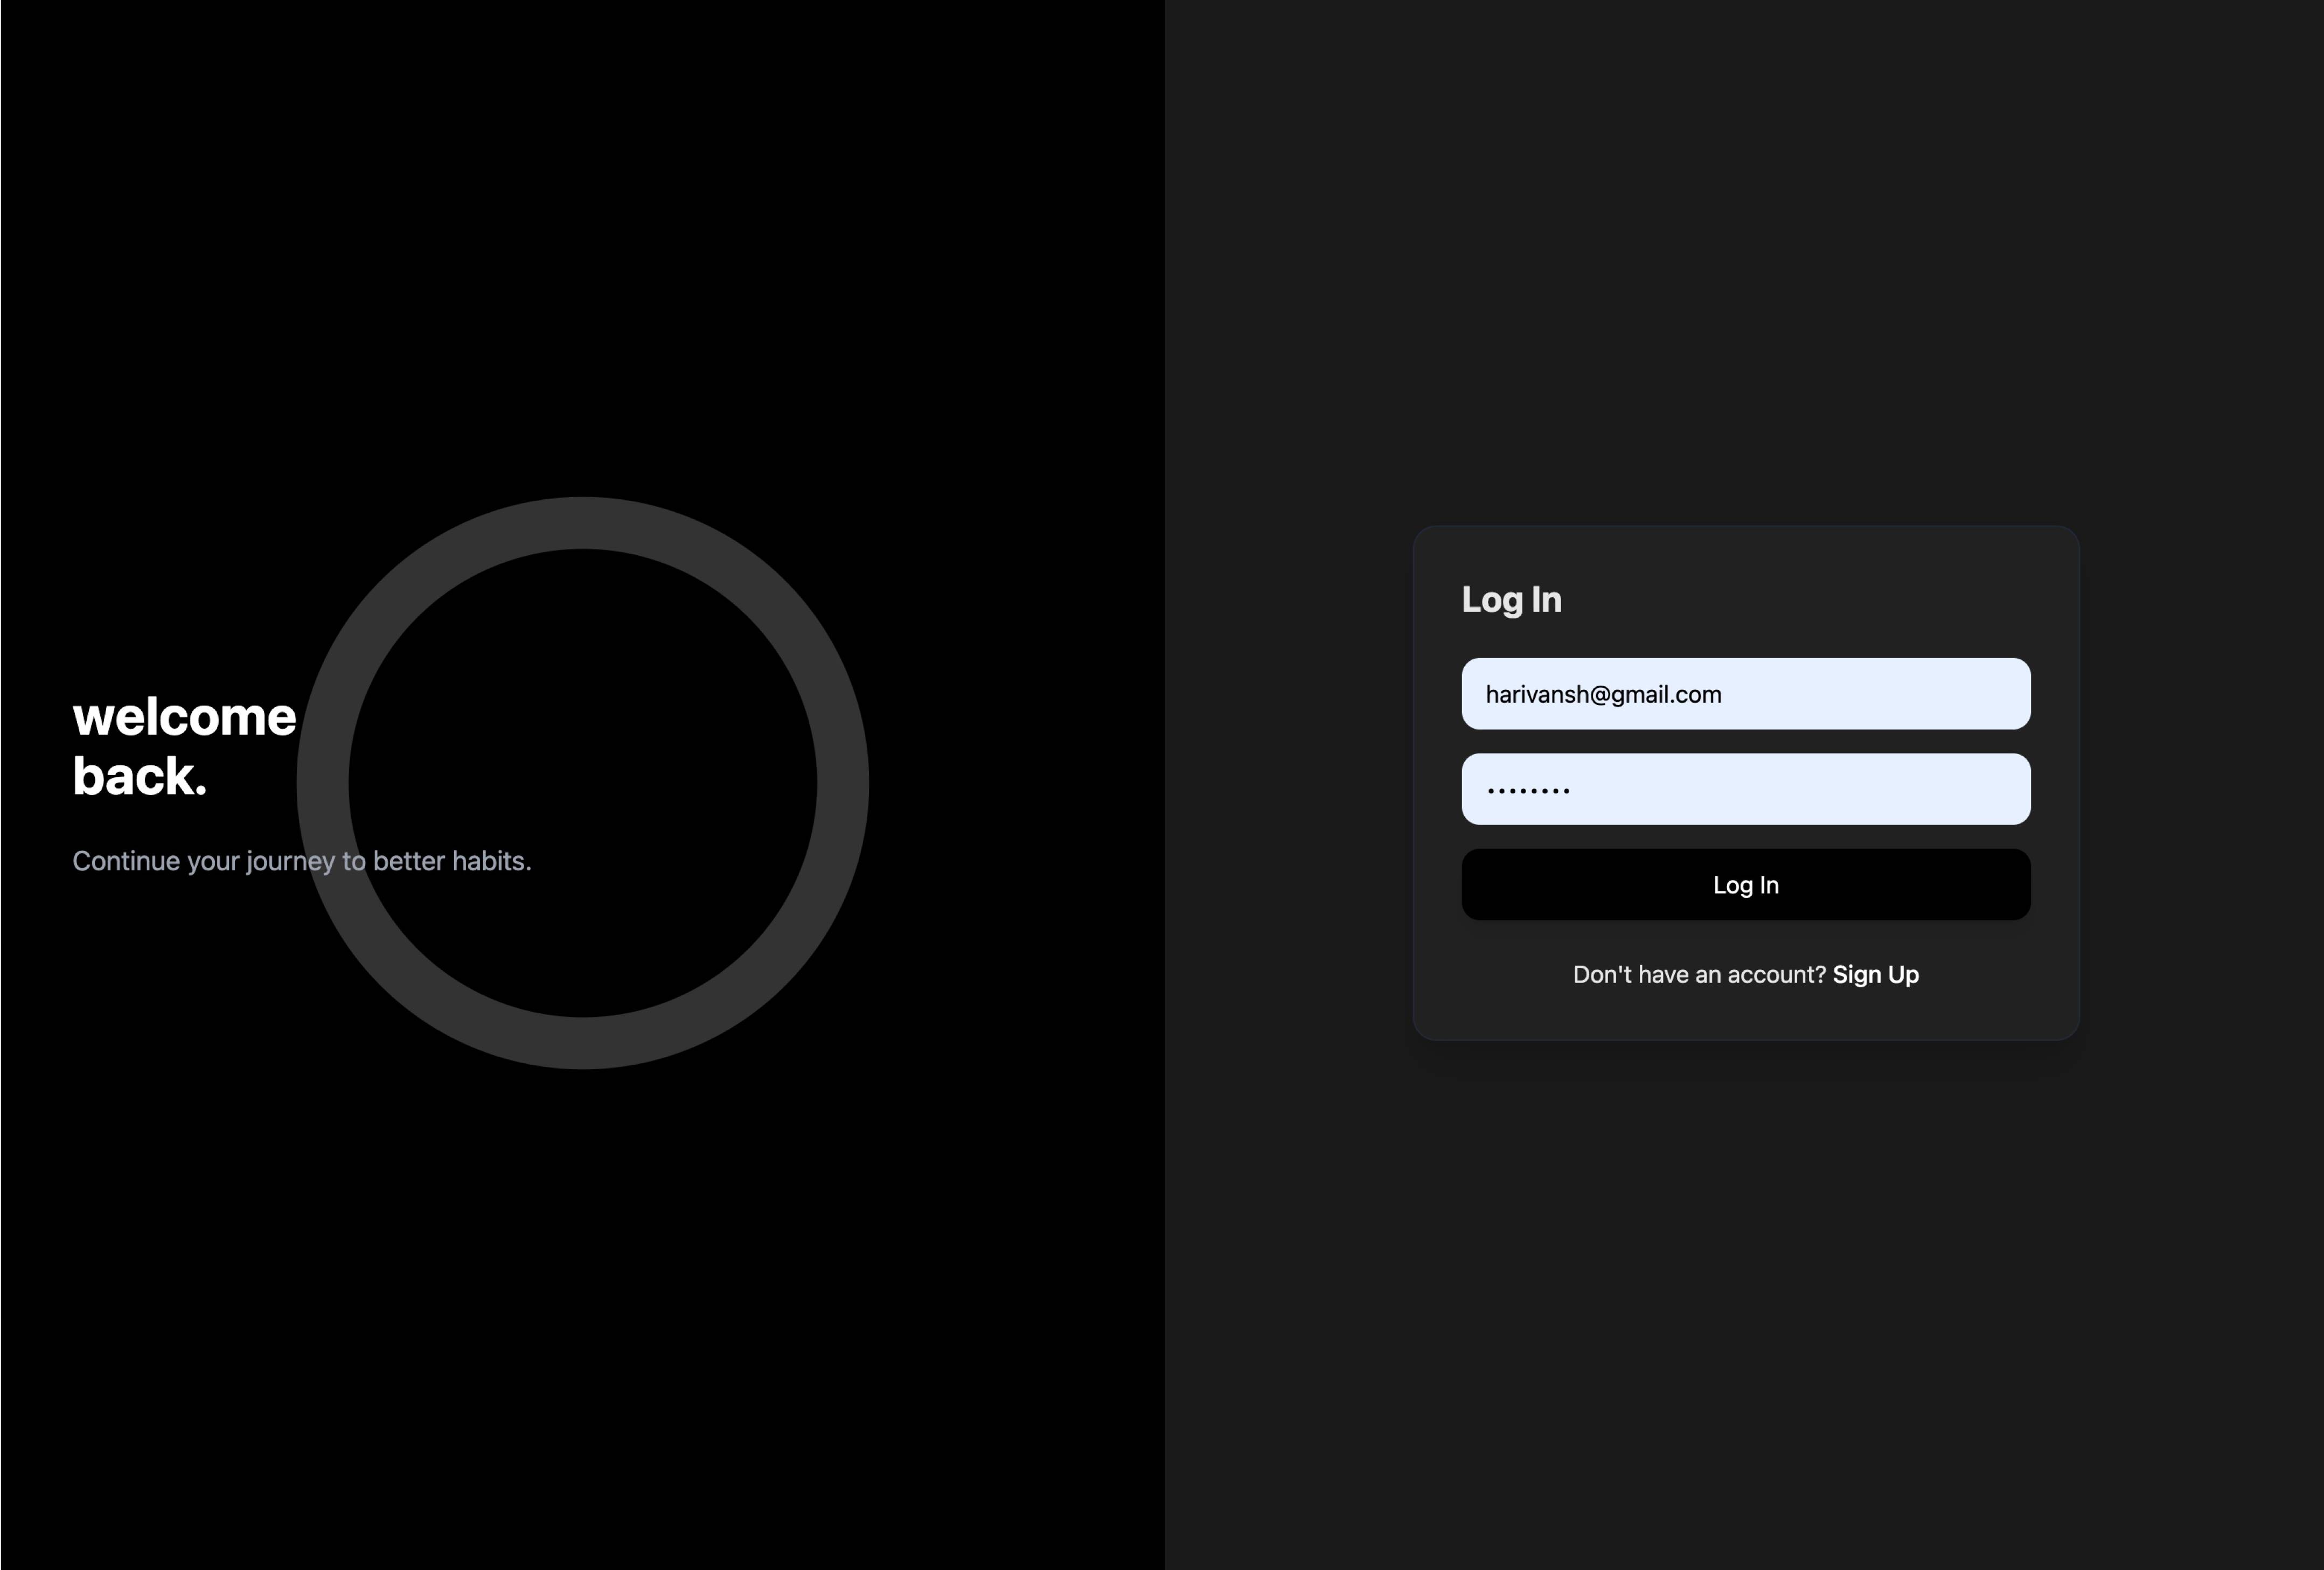 welcome
back.
Continue your journey to better habits.
Log In
harivansh@gmail.com
••••••••
Log In
Don't have an account? Sign Up